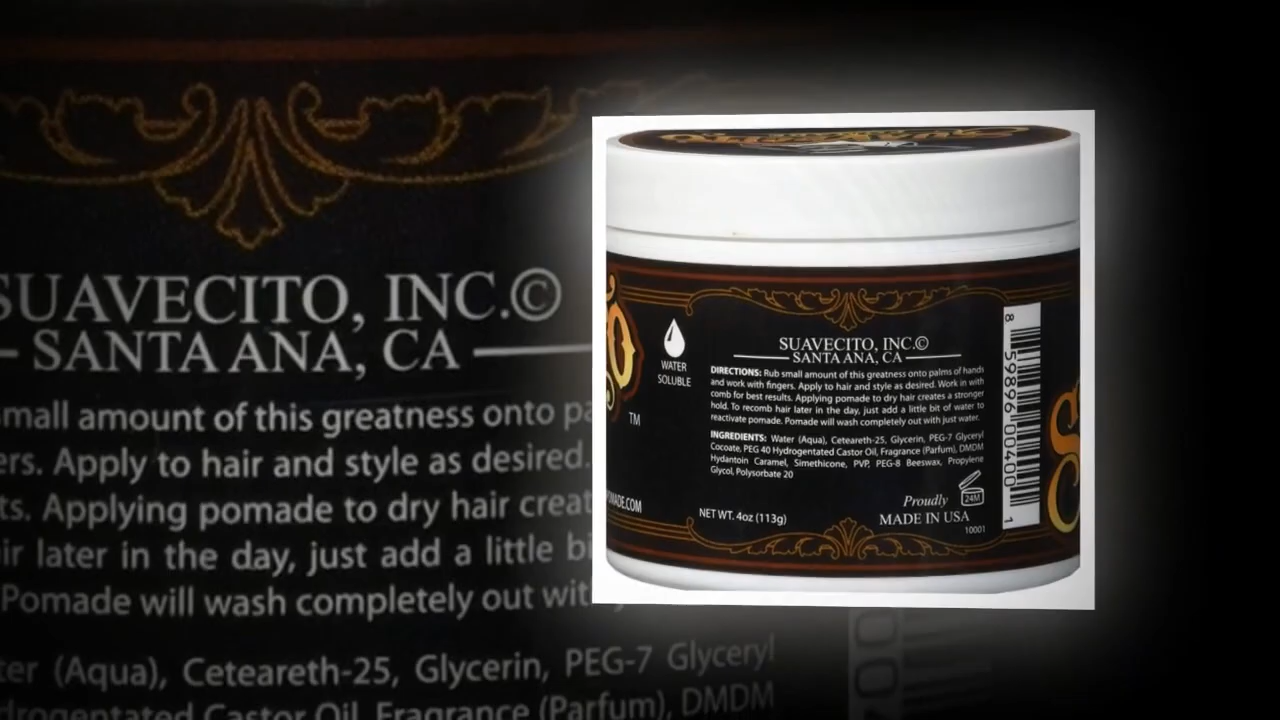 SUAVECITO, INC.©
SANTA ANA, CA
small amount of this greatness onto
ers. Apply to hair and style as desired.
ts. Applying pomade to dry hair creat
ir later in the day, just add a little
Pomade will wash completely out
ter (Aqua), Ceteareth-25, Glycerin, PEG-7 Glyceryl
drogentated Castor Oil, Fragrance (Parfum), DMDM
WATER
SOLUBLE
TM
SUAVECITO, INC.©
SANTA ANA, CA
DIRECTIONS: Rub small amount of this greatness onto palms of hands
and work with fingers. Apply to hair and style as desired. Work in with
comb for best results. Applying pomade to dry hair creates a stronger
hold. To recomb hair later in the day, just add a little bit of water to
reactivate pomade. Pomade will wash completely out with just water.
INGREDIENTS: Water (Aqua), Ceteareth-25, Glycerin, PEG-7 Glyceryl
Cocoate, PEG 40 Hydrogentated Castor Oil, Fragrance (Parfum), DMDM
Hydantoin Caramel, Simethicone, PVP, PEG-8 Beeswax, Propylene
Glycol, Polysorbate 20
OMADE.COM
NET WT. 4oz (113g)
Proudly
MADE IN USA
24M
10001
8 59896 00400 1